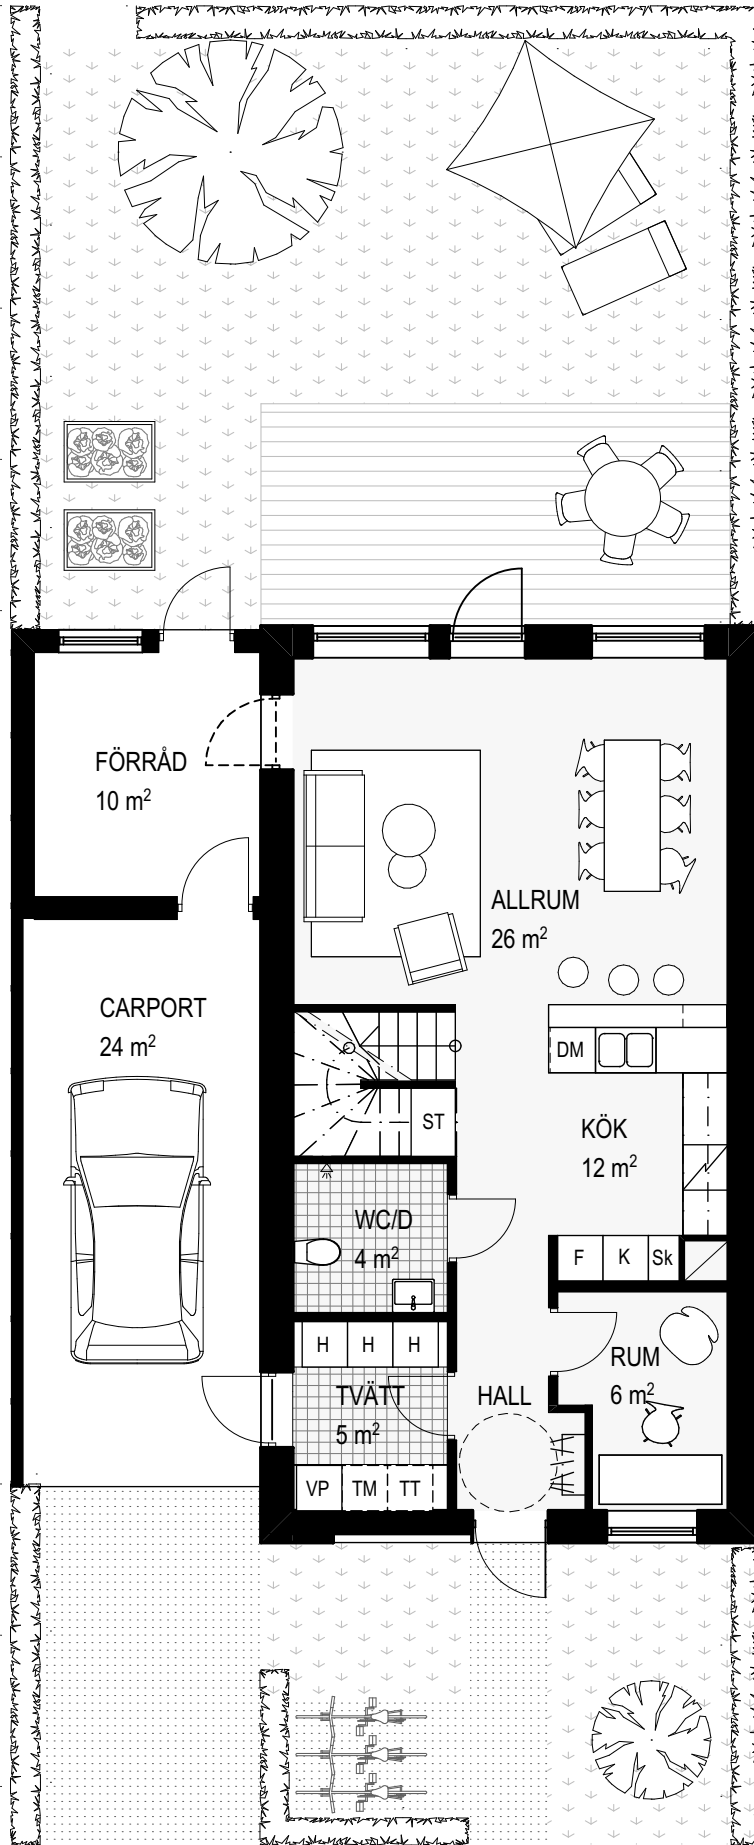 FÖRRÅD
10 m²
ALLRUM
26 m²
CARPORT
24 m²
DM
ST
KÖK
12 m²
WC/D
4 m²
F K Sk
H H H
RUM
6 m²
TVÄTT
5 m²
HALL
VP TM TT